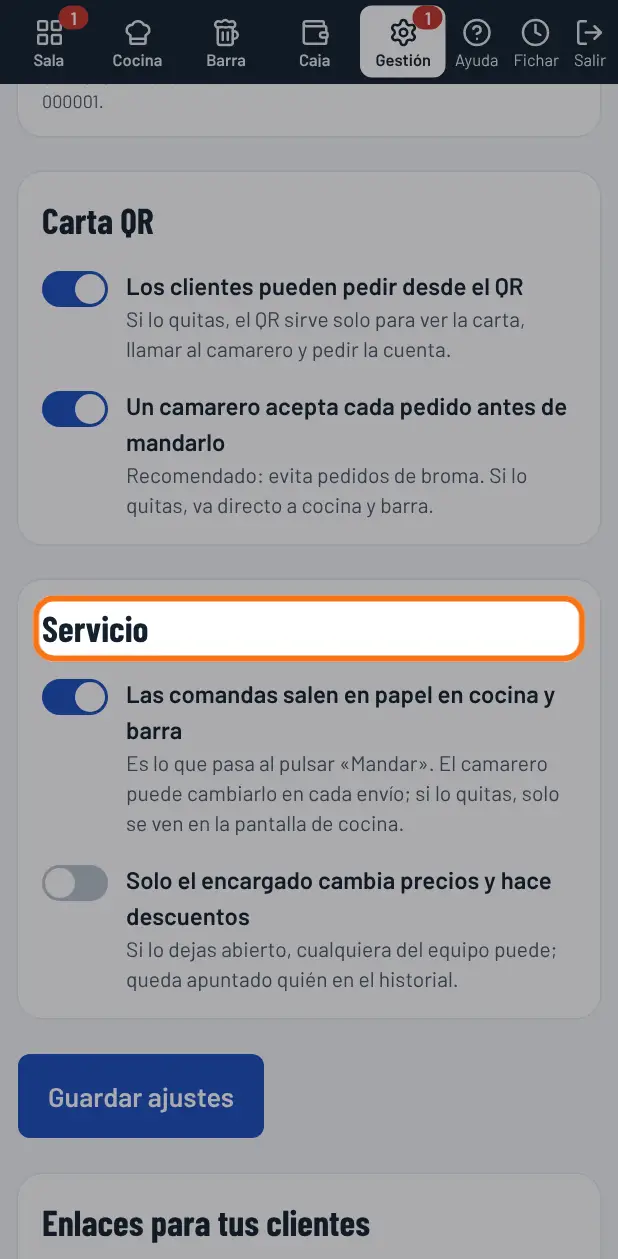 1
1
Sala
Cocina
Barra
Caja
Gestión
Ayuda
Fichar
Salir
000001.
Carta QR
Los clientes pueden pedir desde el QR
Si lo quitas, el QR sirve solo para ver la carta,
llamar al camarero y pedir la cuenta.
Un camarero acepta cada pedido antes de
mandarlo
Recomendado: evita pedidos de broma. Si lo
quitas, va directo a cocina y barra.
Servicio
Las comandas salen en papel en cocina y
barra
Es lo que pasa al pulsar «Mandar». El camarero
puede cambiarlo en cada envío; si lo quitas, solo
se ven en la pantalla de cocina.
Solo el encargado cambia precios y hace
descuentos
Si lo dejas abierto, cualquiera del equipo puede;
queda apuntado quién en el historial.
Guardar ajustes
Enlaces para tus clientes